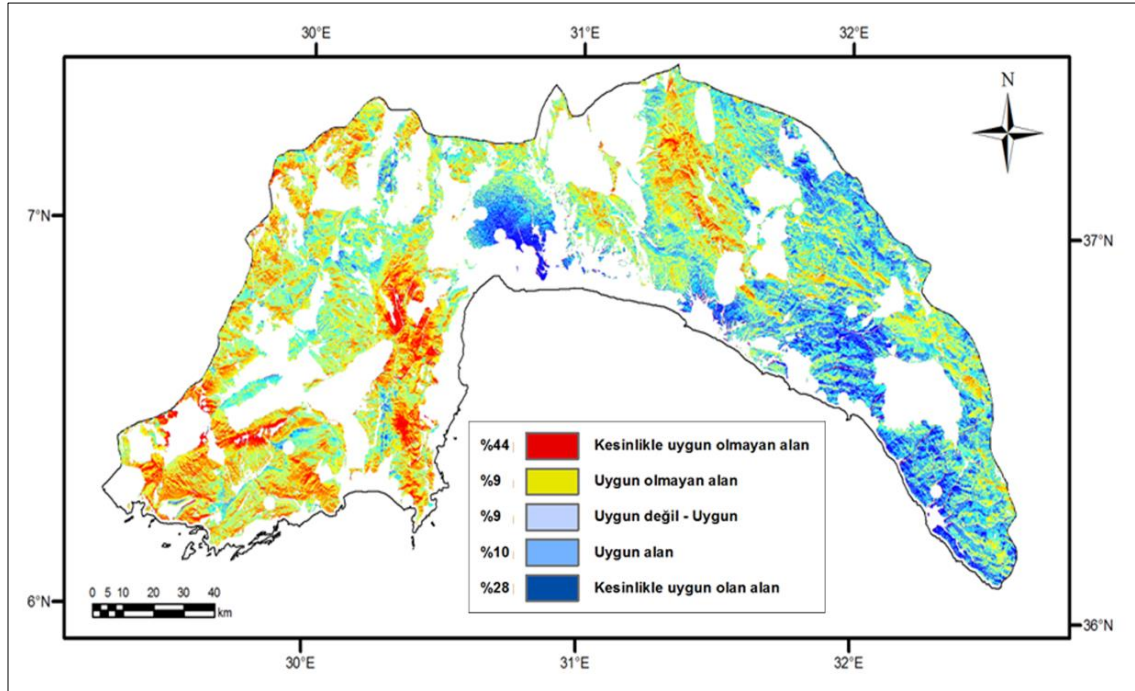 30°E 31°E 32°E
N
7°N 37°N
%44 Kesinlikle uygun olmayan alan
%9 Uygun olmayan alan
%9 Uygun değil - Uygun
%10 Uygun alan
%28 Kesinlikle uygun olan alan
0 5 10 20 30 40
km
6°N 36°N
30°E 31°E 32°E